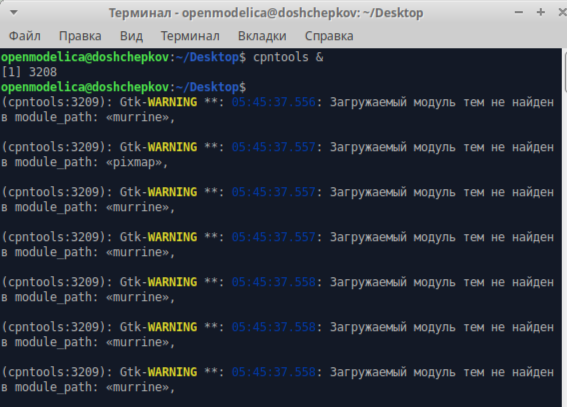 Терминал - openmodelica@doshchepkov: ~/Desktop
Файл Правка Вид Терминал Вкладки Справка
openmodelica@doshchepkov:~/Desktop$ cpntools &
[1] 3208
openmodelica@doshchepkov:~/Desktop$
(cpntools:3209): Gtk-WARNING **: 05:45:37.556: Загружаемый модуль тем не найден
в module_path: «murrine»,
(cpntools:3209): Gtk-WARNING **: 05:45:37.557: Загружаемый модуль тем не найден
в module_path: «pixmap»,
(cpntools:3209): Gtk-WARNING **: 05:45:37.557: Загружаемый модуль тем не найден
в module_path: «murrine»,
(cpntools:3209): Gtk-WARNING **: 05:45:37.557: Загружаемый модуль тем не найден
в module_path: «murrine»,
(cpntools:3209): Gtk-WARNING **: 05:45:37.558: Загружаемый модуль тем не найден
в module_path: «murrine»,
(cpntools:3209): Gtk-WARNING **: 05:45:37.558: Загружаемый модуль тем не найден
в module_path: «murrine»,
(cpntools:3209): Gtk-WARNING **: 05:45:37.558: Загружаемый модуль тем не найден
в module_path: «murrine»,